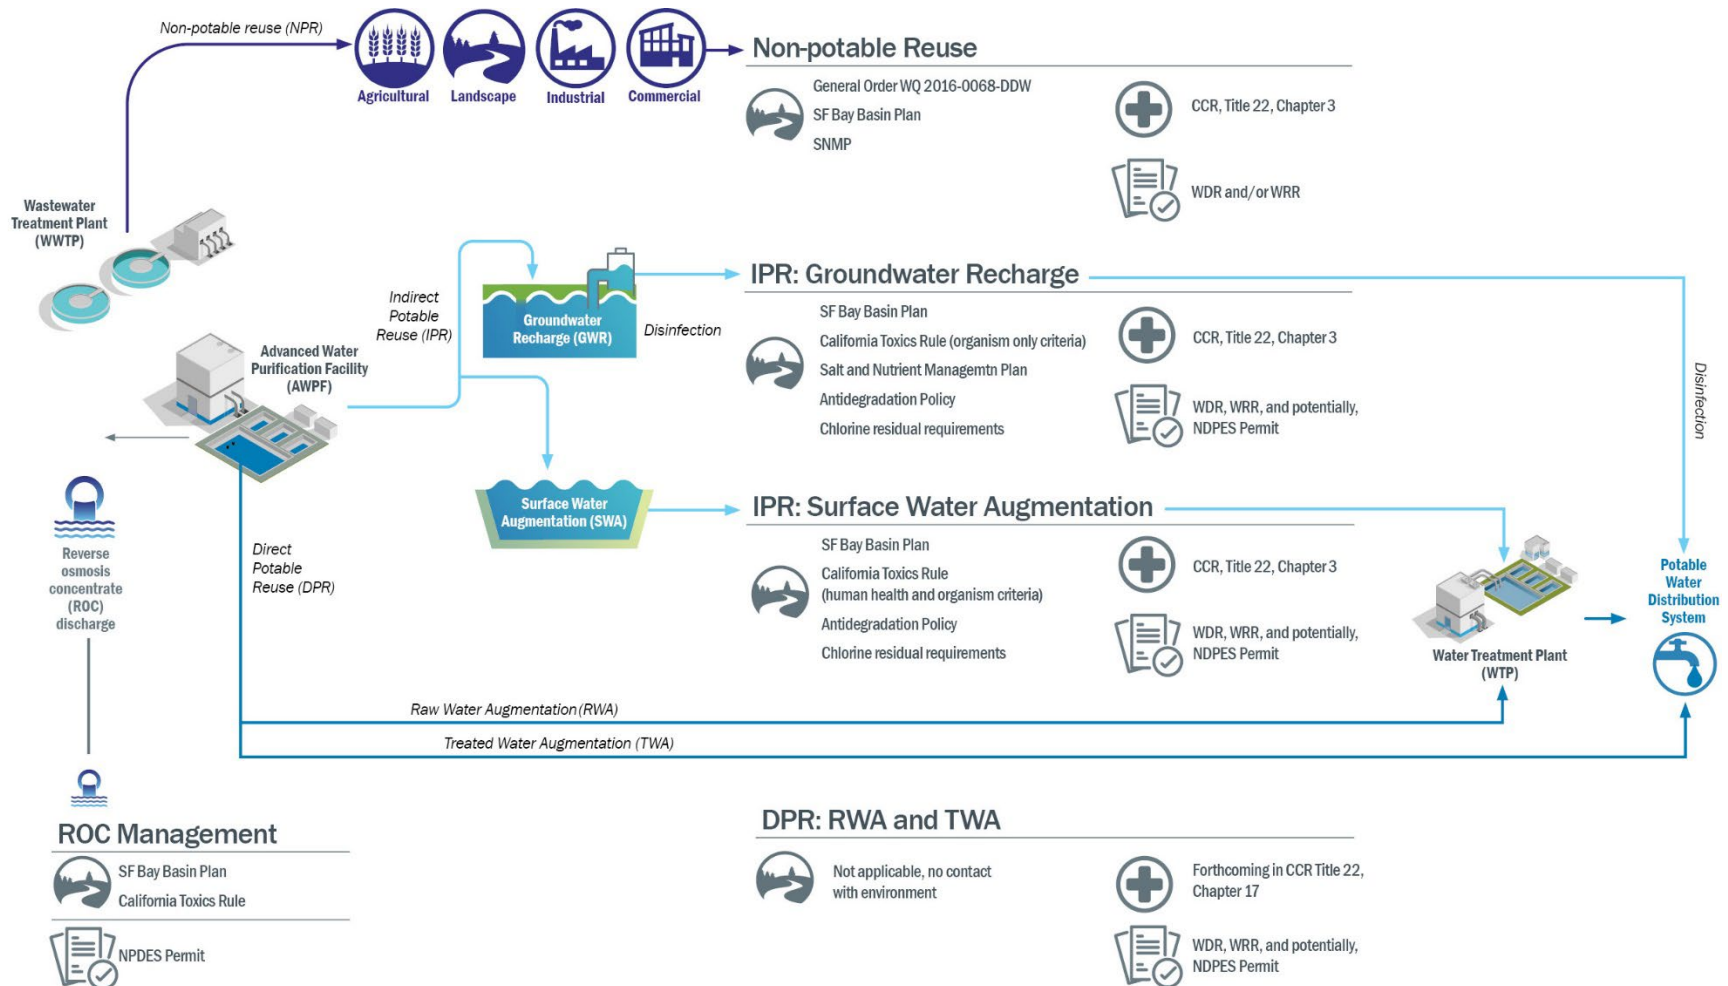 Non-potable reuse (NPR)
Agricultural
Landscape
Industrial
Commercial
Non-potable Reuse
General Order WQ 2016-0068-DDW
SF Bay Basin Plan
SNMP
CCR, Title 22, Chapter 3
WDR and/or WRR
Wastewater
Treatment Plant
(WWTP)
Advanced Water
Purification Facility
(AWPF)
Indirect
Potable
Reuse (IPR)
Groundwater
Recharge (GWR)
Disinfection
IPR: Groundwater Recharge
SF Bay Basin Plan
California Toxics Rule (organism only criteria)
Salt and Nutrient Managemtn Plan
Antidegradation Policy
Chlorine residual requirements
CCR, Title 22, Chapter 3
WDR, WRR, and potentially,
NDPES Permit
Disinfection
Surface Water
Augmentation (SWA)
IPR: Surface Water Augmentation
SF Bay Basin Plan
California Toxics Rule
(human health and organism criteria)
Antidegradation Policy
Chlorine residual requirements
CCR, Title 22, Chapter 3
WDR, WRR, and potentially,
NDPES Permit
Water Treatment Plant
(WTP)
Potable
Water
Distribution
System
Reverse
osmosis
concentrate
(ROC)
discharge
Direct
Potable
Reuse (DPR)
Raw Water Augmentation (RWA)
Treated Water Augmentation (TWA)
ROC Management
SF Bay Basin Plan
California Toxics Rule
NPDES Permit
DPR: RWA and TWA
Not applicable, no contact
with environment
Forthcoming in CCR Title 22,
Chapter 17
WDR, WRR, and potentially,
NDPES Permit